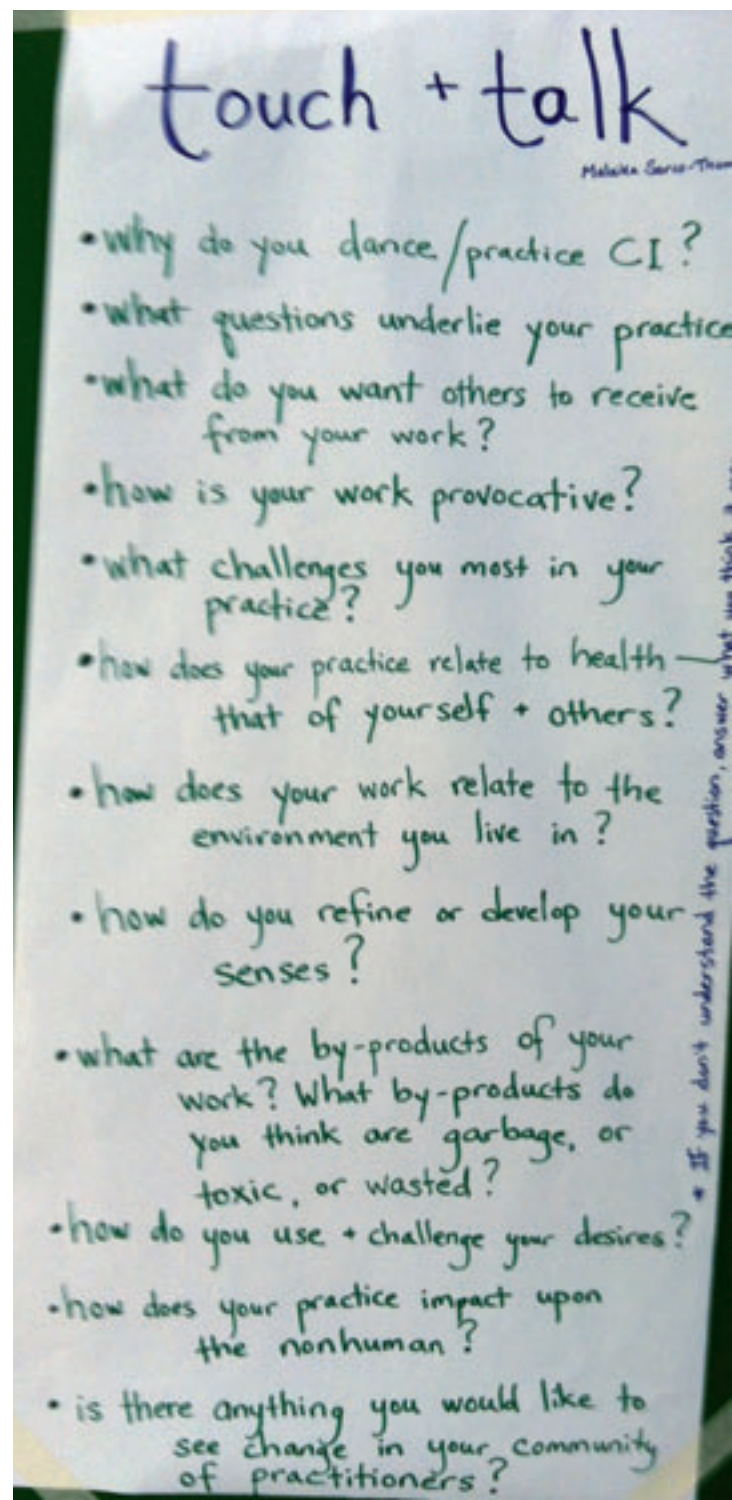 touch + talk
Malaika Sarco-Thom
•why do you dance/practice CI?
•what questions underlie your practice
•what do you want others to receive
from your work?
•how is your work provocative?
•what challenges you most in your
practice?
•how does your practice relate to health —
that of yourself + others?
•how does your work relate to the
environment you live in?
•how do you refine or develop your
senses?
•what are the by-products of your
work? What by-products do
you think are garbage, or
toxic, or wasted?
•how do you use + challenge your desires?
•how does your practice impact upon
the nonhuman?
•is there anything you would like to
see change in your community
of practitioners?
* If you don't understand the question, answer what you think it